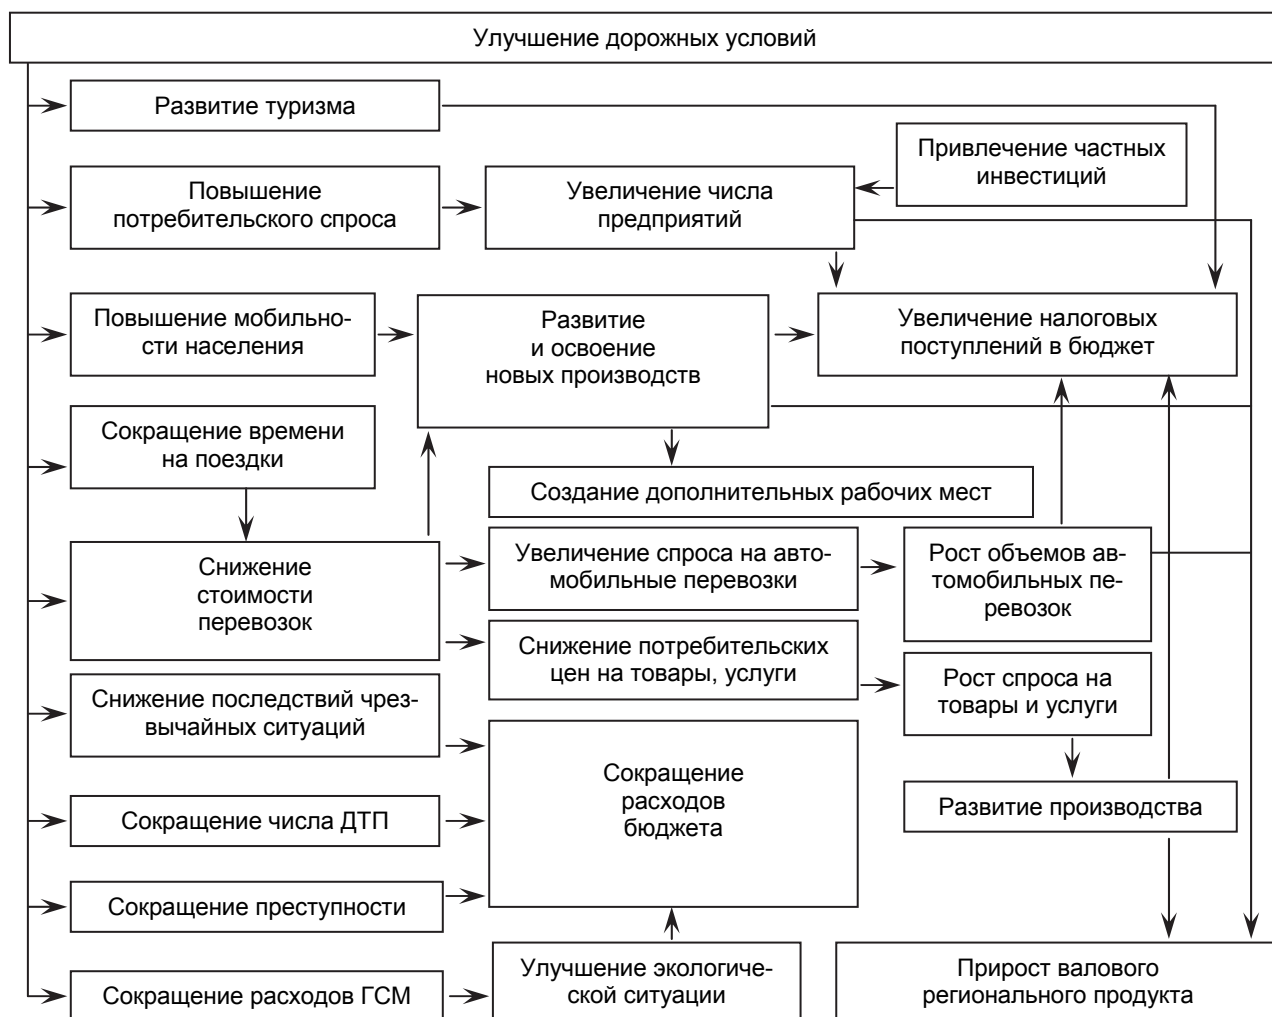 Улучшение дорожных условий
Развитие туризма
Привлечение частных
инвестиций
Повышение
потребительского спроса
Увеличение числа
предприятий
Повышение мобильно-
сти населения
Развитие
и освоение
новых производств
Увеличение налоговых
поступлений в бюджет
Сокращение времени
на поездки
Создание дополнительных рабочих мест
Снижение
стоимости
перевозок
Увеличение спроса на авто-
мобильные перевозки
Рост объемов ав-
томобильных пе-
ревозок
Снижение потребительских
цен на товары, услуги
Рост спроса на
товары и услуги
Снижение последствий чрез-
вычайных ситуаций
Сокращение
расходов
бюджета
Развитие производства
Сокращение числа ДТП
Сокращение преступности
Сокращение расходов ГСМ
Улучшение экологиче-
ской ситуации
Прирост валового
регионального продукта